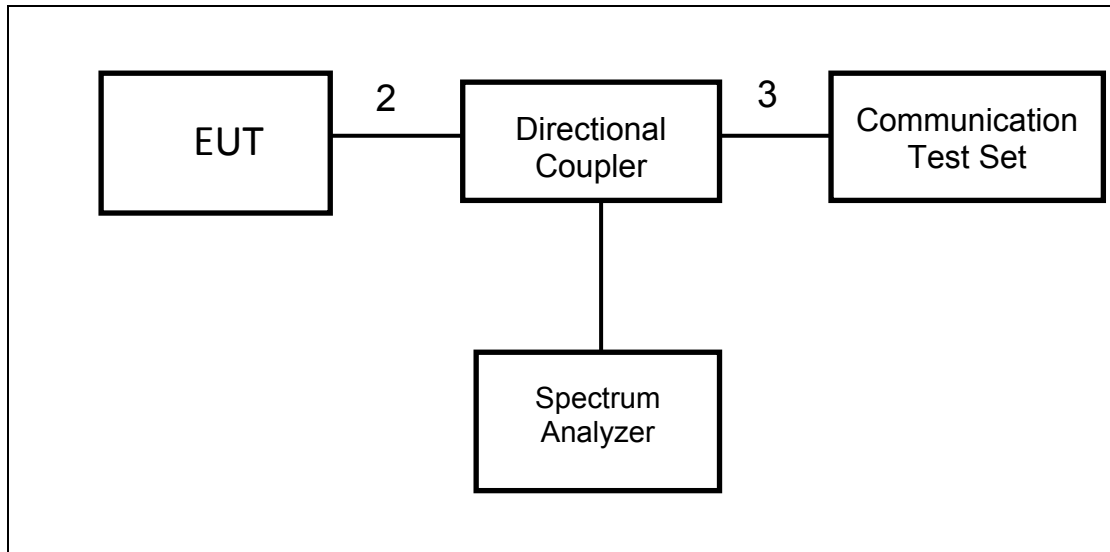 EUT
2
Directional
Coupler
3
Communication
Test Set
Spectrum
Analyzer